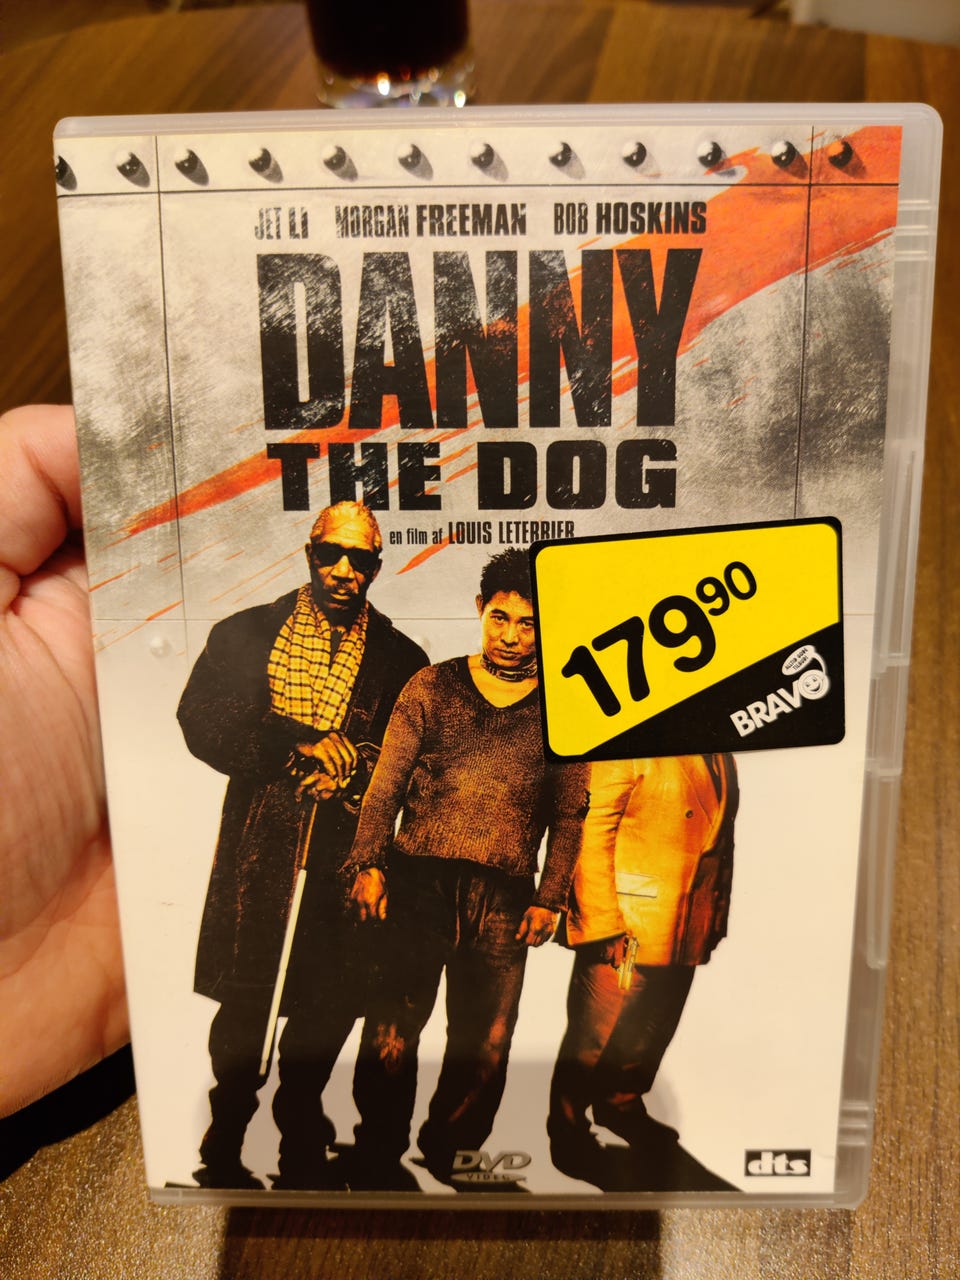 JET LI MORGAN FREEMAN BOB HOSKINS
DANNY
THE DOG
en film af LOUIS LETERRIER
17990
BRAVO
DVD
VIDEO
dts